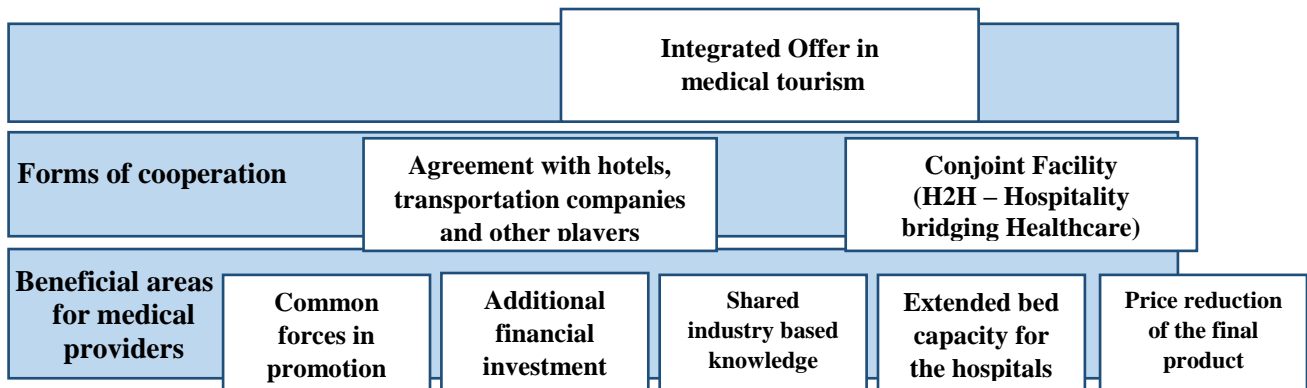 Integrated Offer in
medical tourism
Forms of cooperation
Agreement with hotels,
transportation companies
and other players
Conjoint Facility
(H2H – Hospitality
bridging Healthcare)
Beneficial areas
for medical
providers
Common
forces in
promotion
Additional
financial
investment
Shared
industry based
knowledge
Extended bed
capacity for
the hospitals
Price reduction
of the final
product